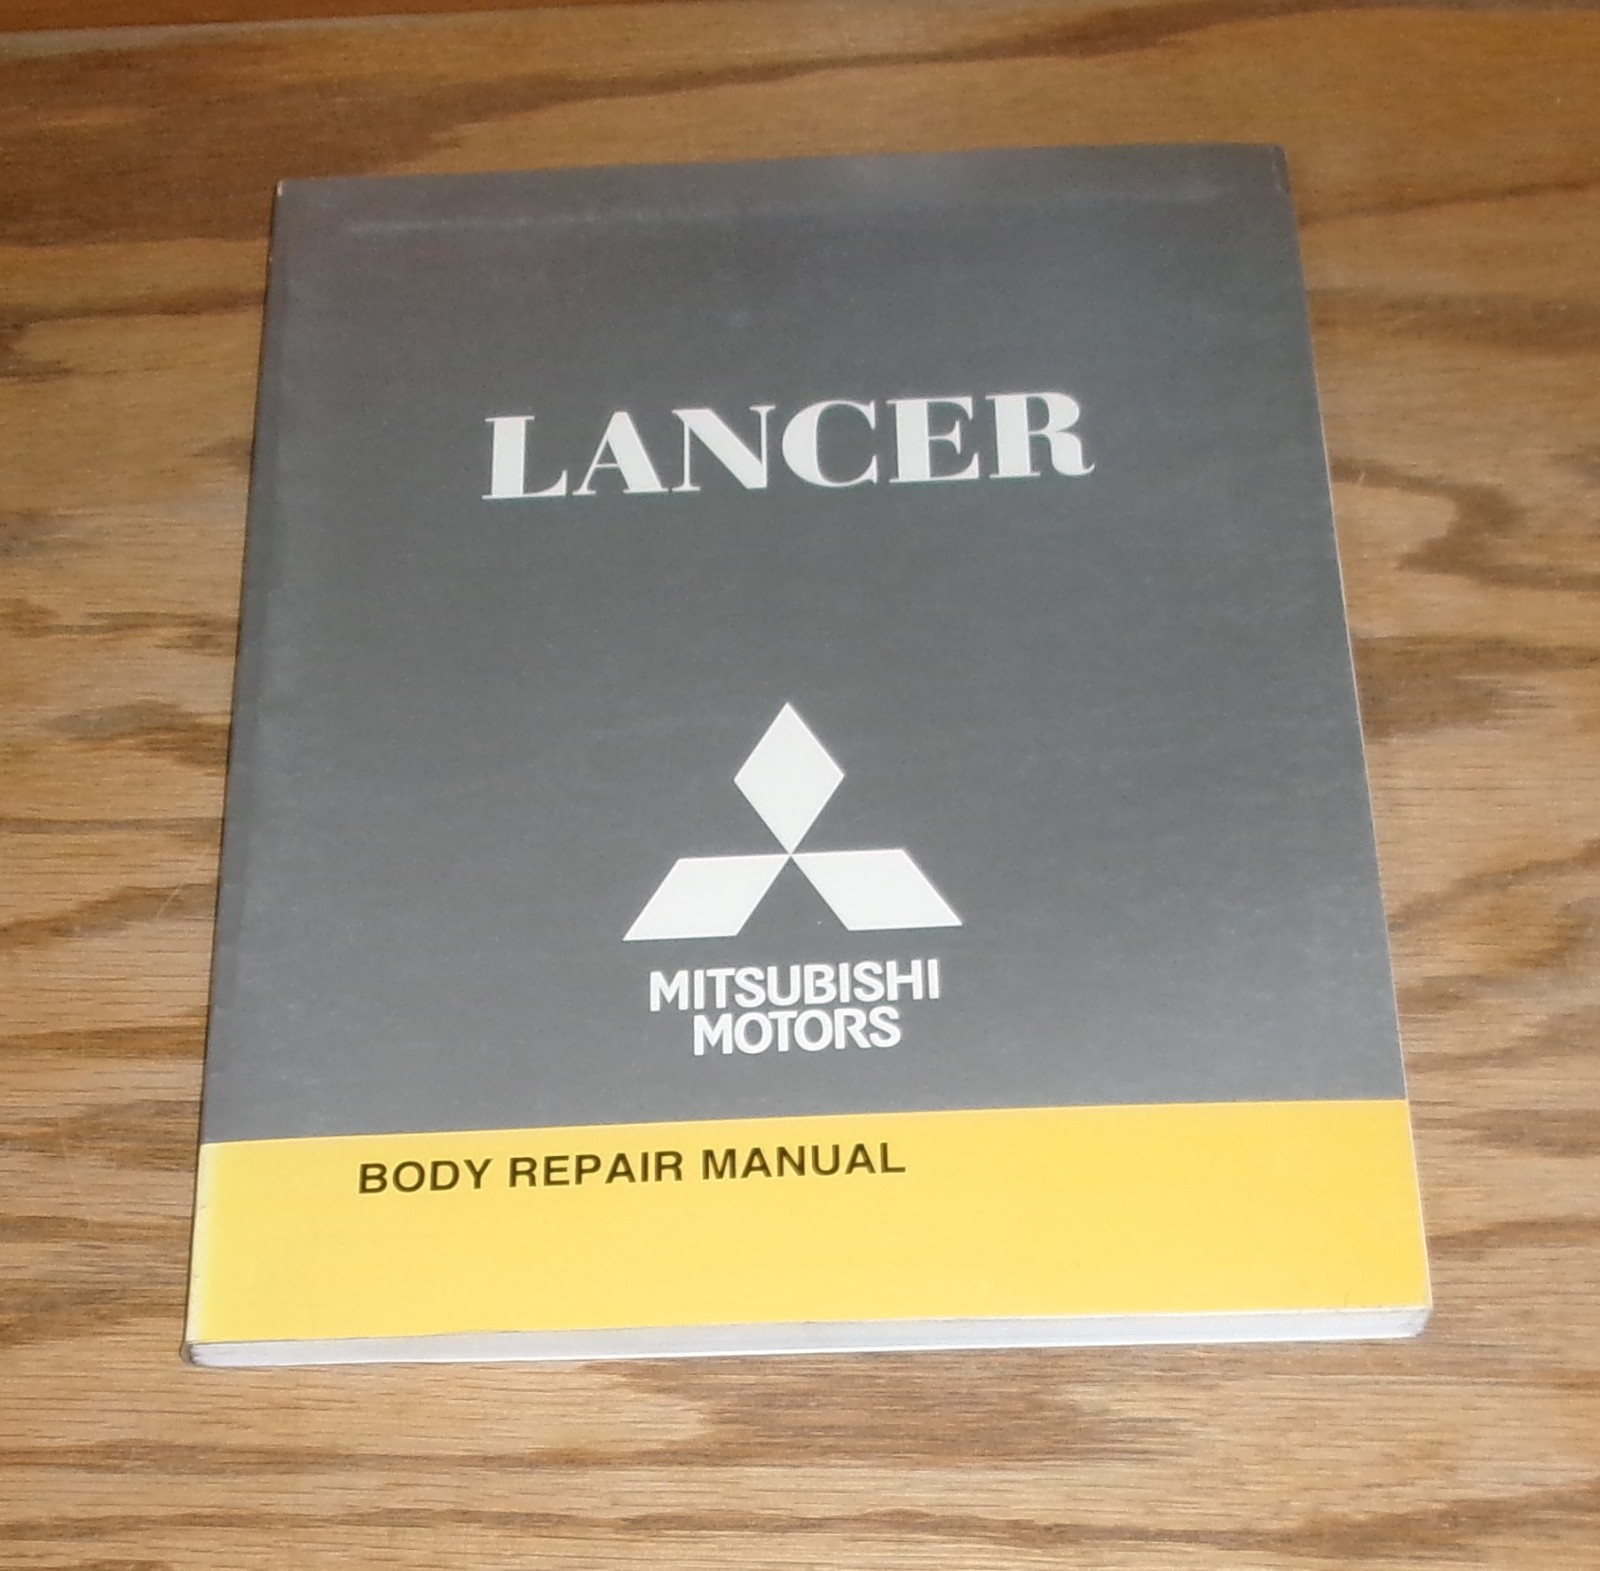 LANCER
MITSUBISHI
MOTORS
BODY REPAIR MANUAL